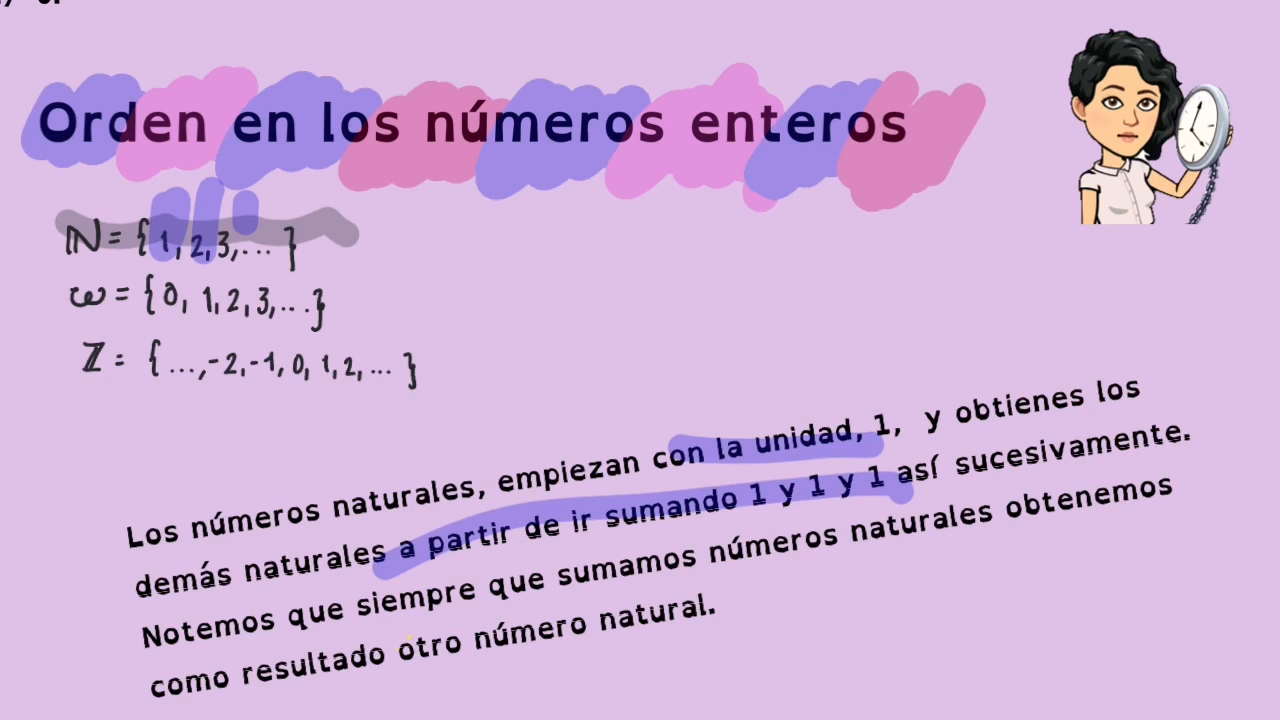 Orden en los números enteros
ℕ = { 1, 2, 3, ... }
ω = { 0, 1, 2, 3, ... }
ℤ = { ..., -2, -1, 0, 1, 2, ... }
Los números naturales, empiezan con la unidad, 1, y obtienes los
demás naturales a partir de ir sumando 1 y 1 y 1 así sucesivamente.
Notemos que siempre que sumamos números naturales obtenemos
como resultado otro número natural.